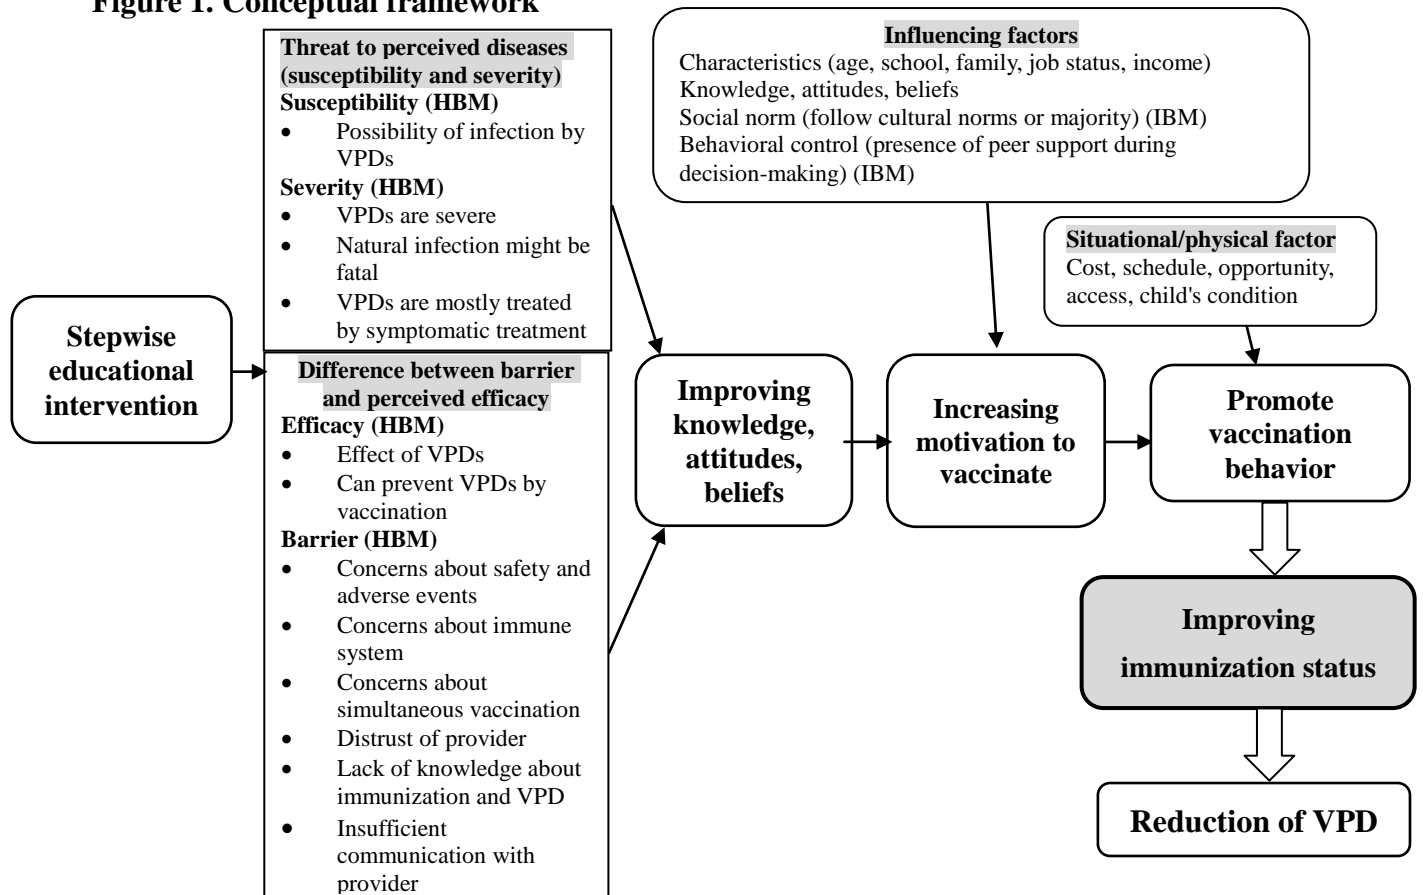 Figure 1. Conceptual framework
Threat to perceived diseases
(susceptibility and severity)
Susceptibility (HBM)
• Possibility of infection by
VPDs
Severity (HBM)
• VPDs are severe
• Natural infection might be
fatal
• VPDs are mostly treated
by symptomatic treatment
Difference between barrier
and perceived efficacy
Efficacy (HBM)
• Effect of VPDs
• Can prevent VPDs by
vaccination
Barrier (HBM)
• Concerns about safety and
adverse events
• Concerns about immune
system
• Concerns about
simultaneous vaccination
• Distrust of provider
• Lack of knowledge about
immunization and VPD
• Insufficient
communication with
provider
Stepwise
educational
intervention
Influencing factors
Characteristics (age, school, family, job status, income)
Knowledge, attitudes, beliefs
Social norm (follow cultural norms or majority) (IBM)
Behavioral control (presence of peer support during
decision-making) (IBM)
Situational/physical factor
Cost, schedule, opportunity,
access, child's condition
Improving
knowledge,
attitudes,
beliefs
Increasing
motivation to
vaccinate
Promote
vaccination
behavior
Improving
immunization status
Reduction of VPD